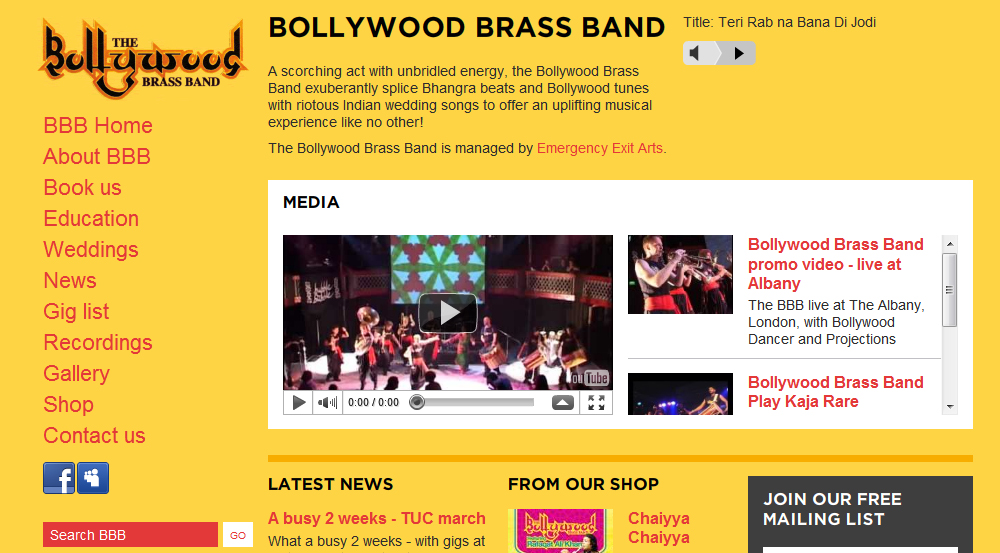 THE
Bollywood
BRASS BAND
BBB Home
About BBB
Book us
Education
Weddings
News
Gig list
Recordings
Gallery
Shop
Contact us
Search BBB
GO
BOLLYWOOD BRASS BAND
A scorching act with unbridled energy, the Bollywood Brass
Band exuberantly splice Bhangra beats and Bollywood tunes
with riotous Indian wedding songs to offer an uplifting musical
experience like no other!
The Bollywood Brass Band is managed by Emergency Exit Arts.
Title: Teri Rab na Bana Di Jodi
MEDIA
You Tube
0:00 / 0:00
Bollywood Brass Band
promo video - live at
Albany
The BBB live at The Albany,
London, with Bollywood
Dancer and Projections
Bollywood Brass Band
Play Kaja Rare
LATEST NEWS
A busy 2 weeks - TUC march
What a busy 2 weeks - with gigs at
FROM OUR SHOP
Bollywood
Chaiyya
Chaiyya
JOIN OUR FREE
MAILING LIST